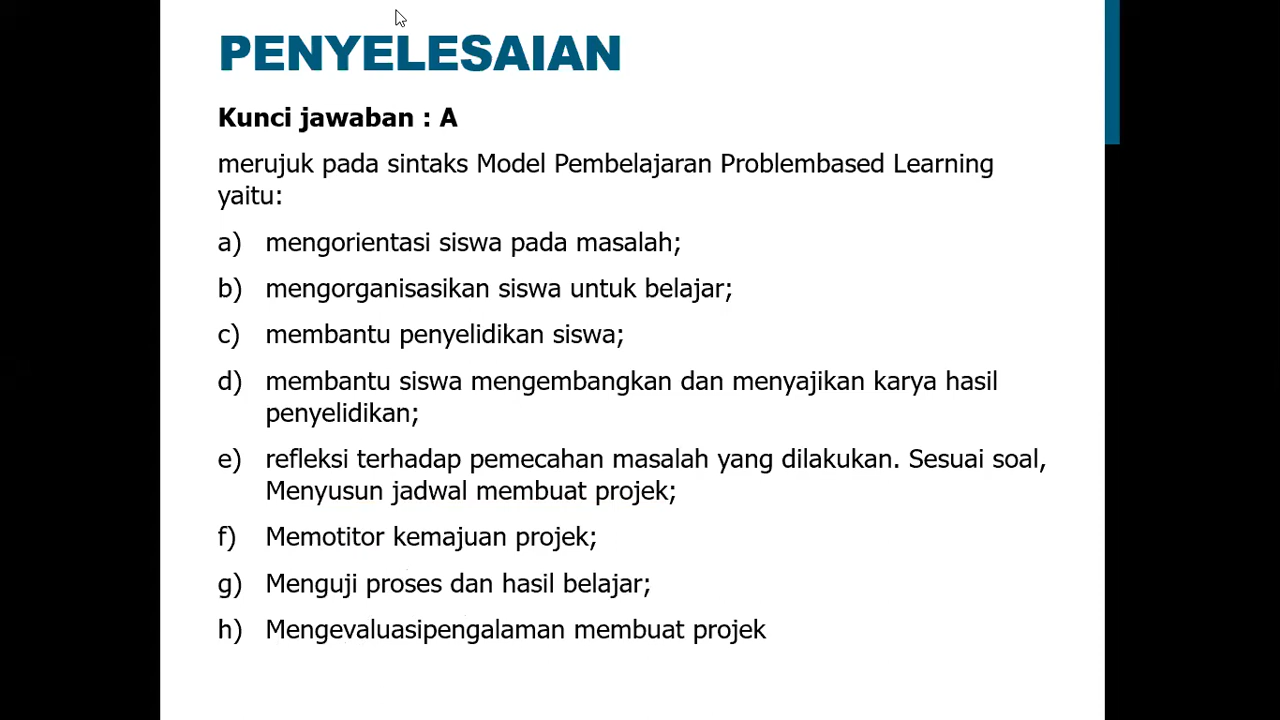 PENYELESAIAN
Kunci jawaban : A
merujuk pada sintaks Model Pembelajaran Problembased Learning
yaitu:
a) mengorientasi siswa pada masalah;
b) mengorganisasikan siswa untuk belajar;
c) membantu penyelidikan siswa;
d) membantu siswa mengembangkan dan menyajikan karya hasil
penyelidikan;
e) refleksi terhadap pemecahan masalah yang dilakukan. Sesuai soal,
Menyusun jadwal membuat projek;
f) Memotitor kemajuan projek;
g) Menguji proses dan hasil belajar;
h) Mengevaluasipengalaman membuat projek